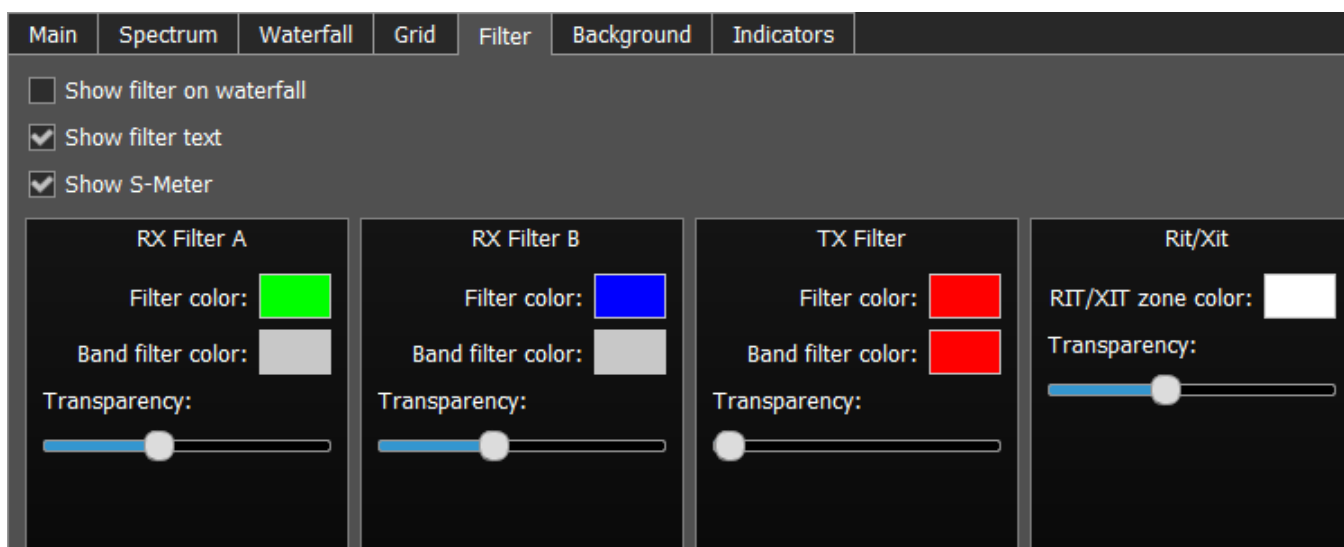 Main Spectrum Waterfall Grid Filter Background Indicators
Show filter on waterfall
Show filter text
Show S-Meter
RX Filter A
Filter color:
Band filter color:
Transparency:
RX Filter B
Filter color:
Band filter color:
Transparency:
TX Filter
Filter color:
Band filter color:
Transparency:
Rit/Xit
RIT/XIT zone color:
Transparency: